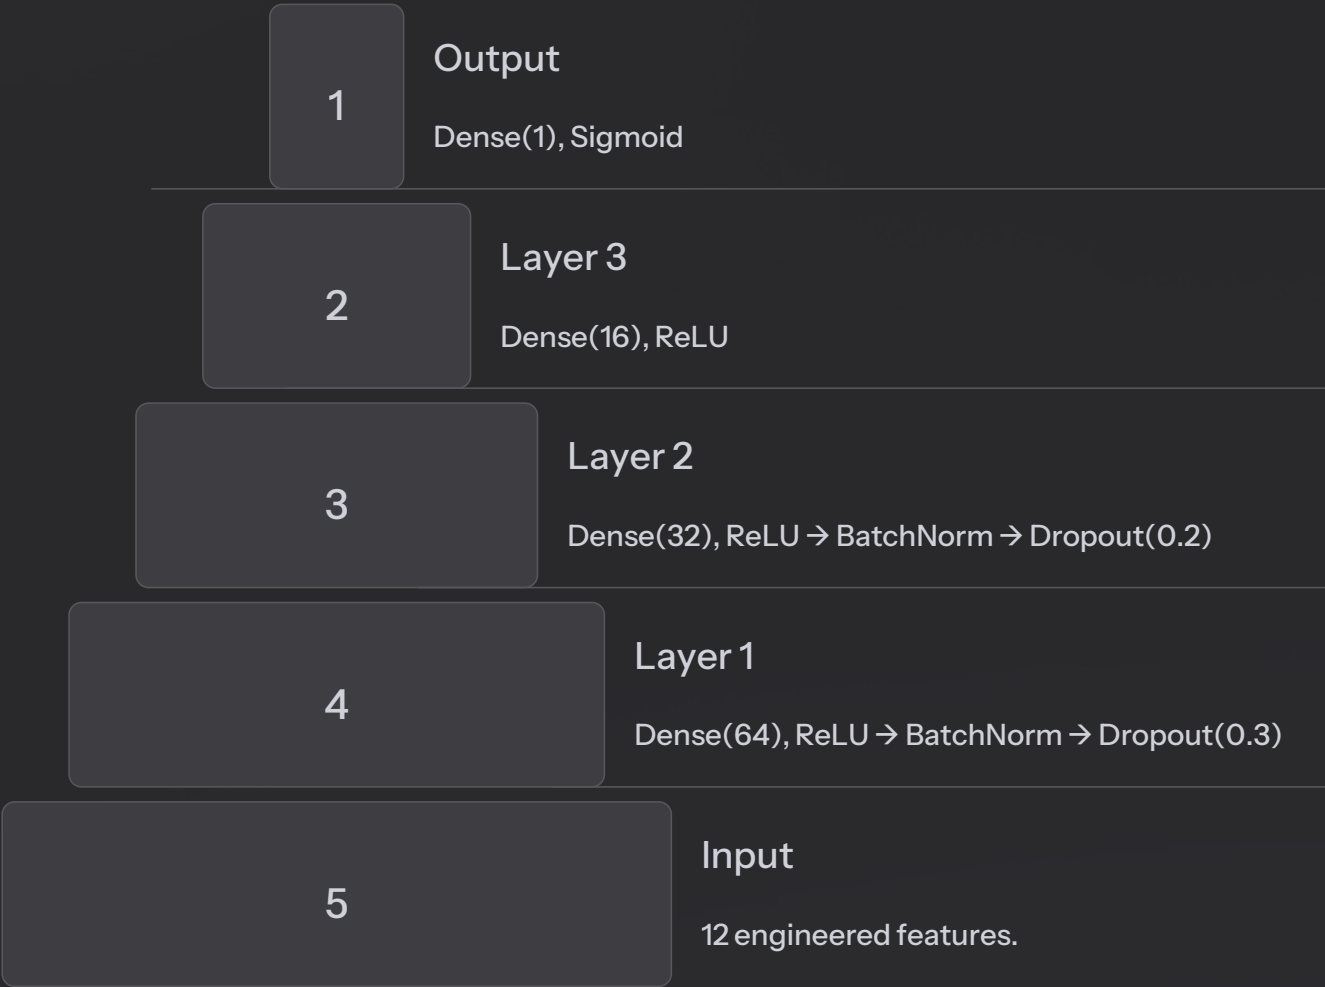 1
Output
Dense(1), Sigmoid
2
Layer 3
Dense(16), ReLU
3
Layer 2
Dense(32), ReLU → BatchNorm → Dropout(0.2)
4
Layer 1
Dense(64), ReLU → BatchNorm → Dropout(0.3)
5
Input
12 engineered features.